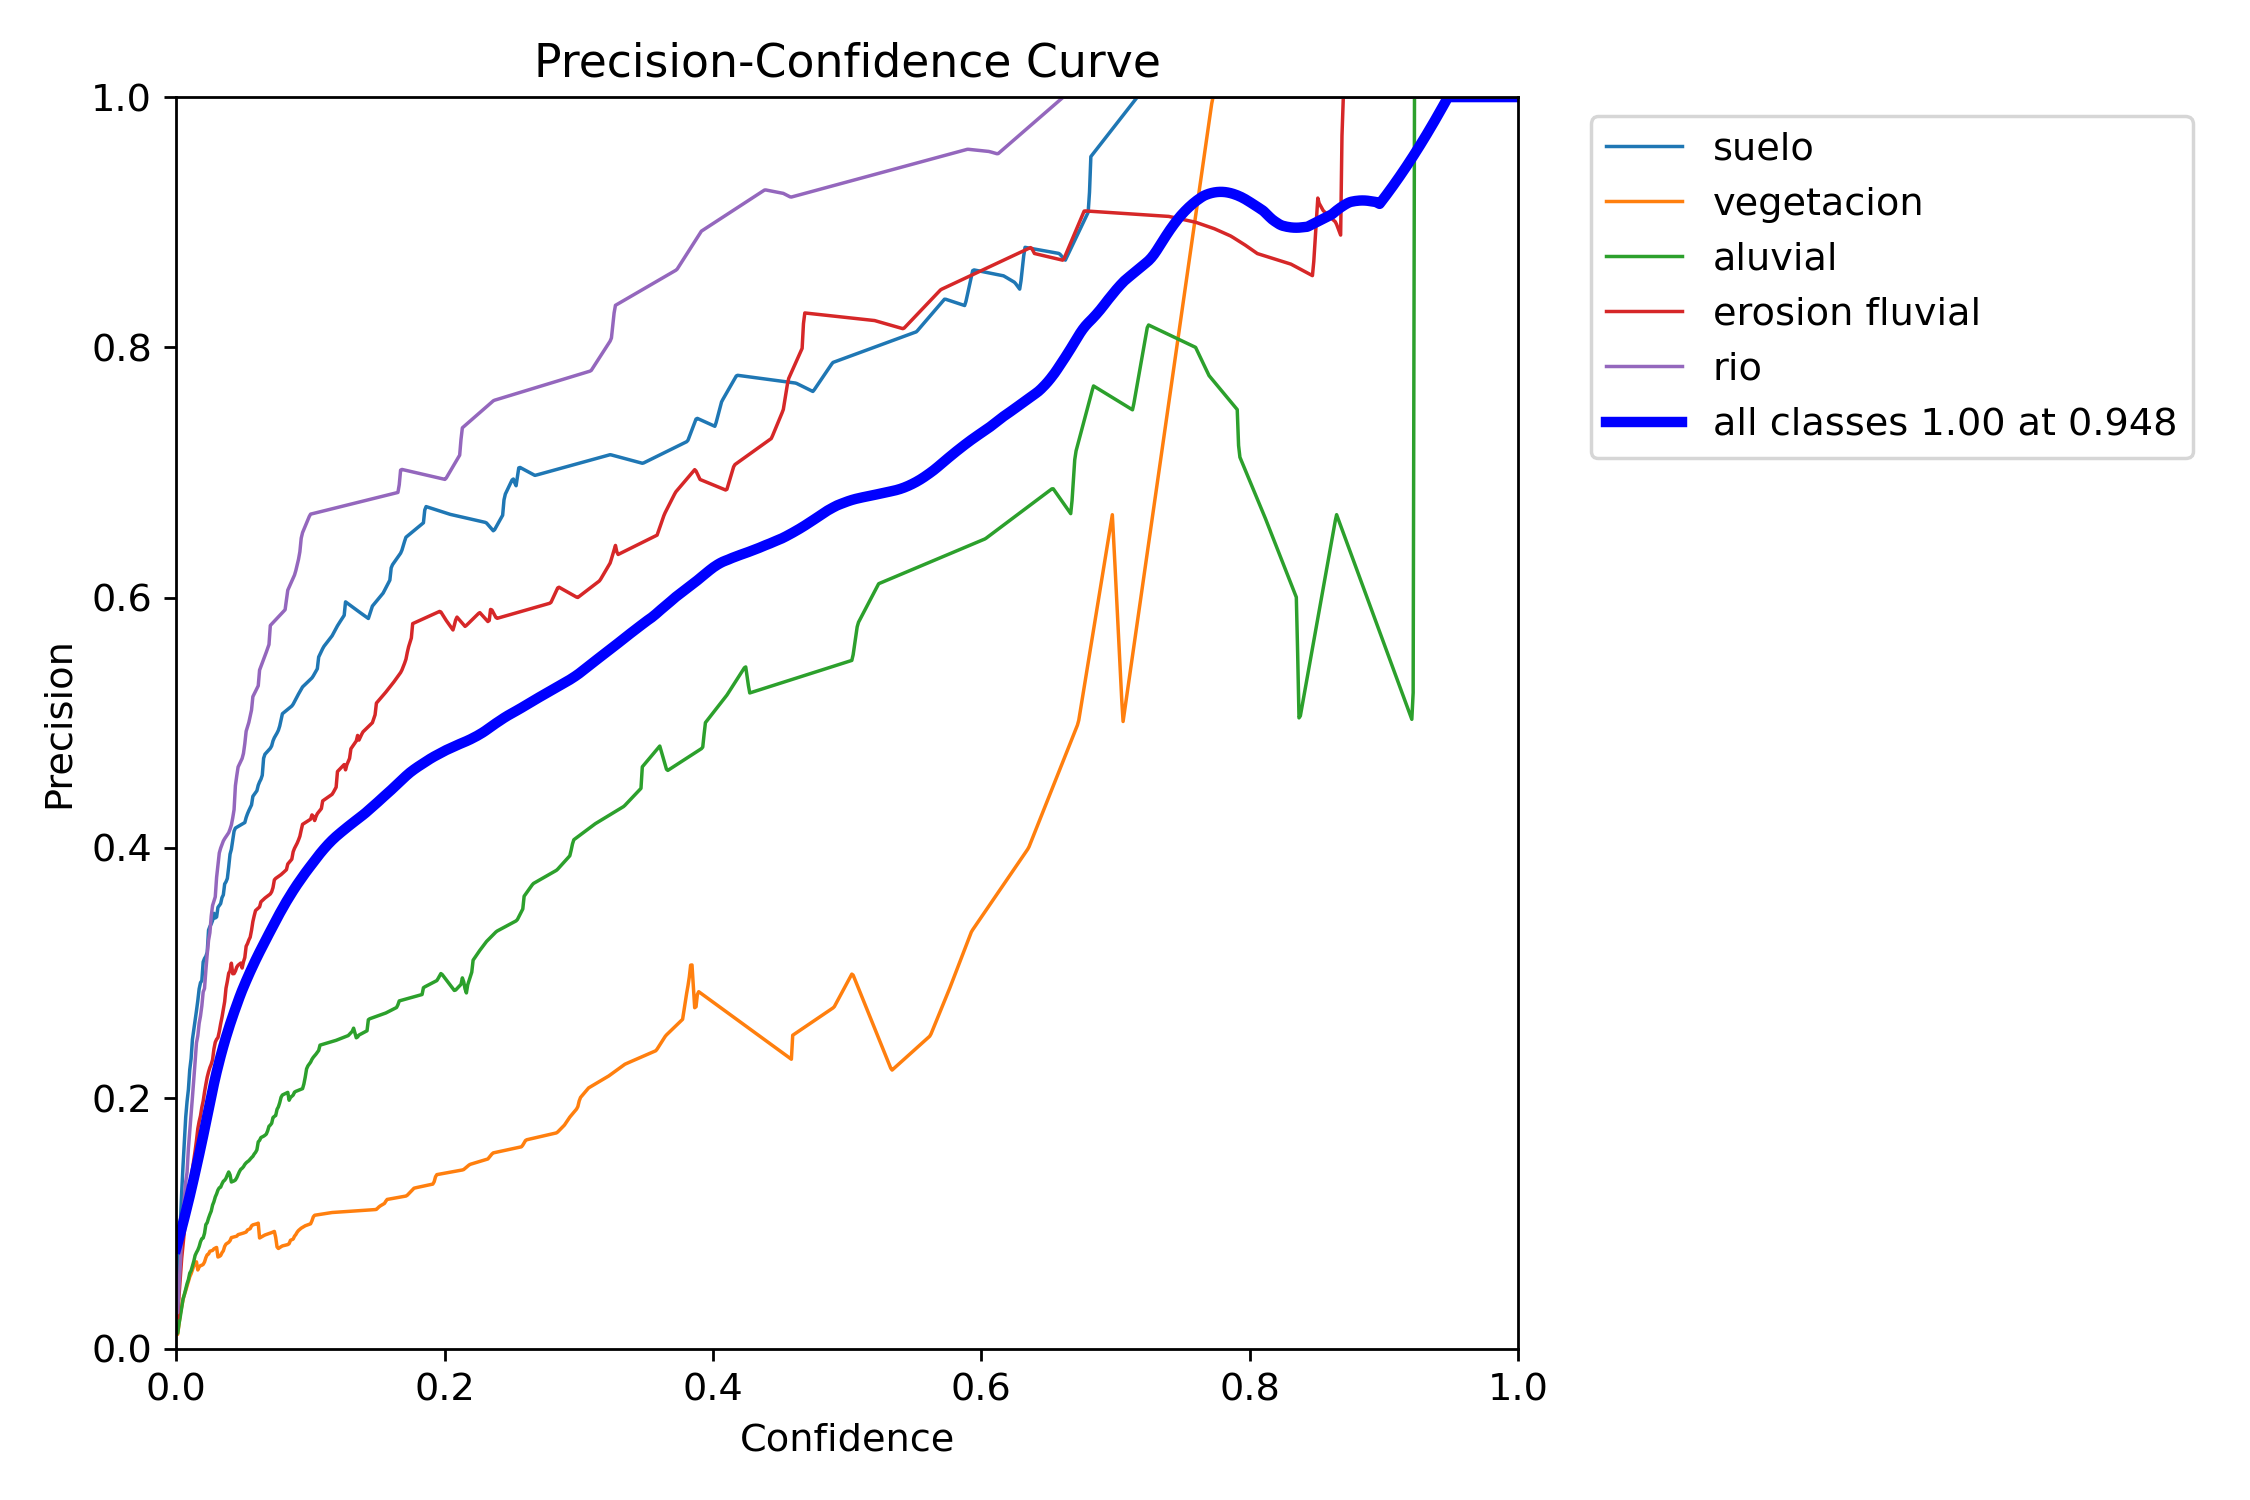 Precision-Confidence Curve
1.0
0.8
0.6
0.4
0.2
0.0
Precision
0.0 0.2 0.4 0.6 0.8 1.0
Confidence
suelo
vegetacion
aluvial
erosion fluvial
rio
all classes 1.00 at 0.948